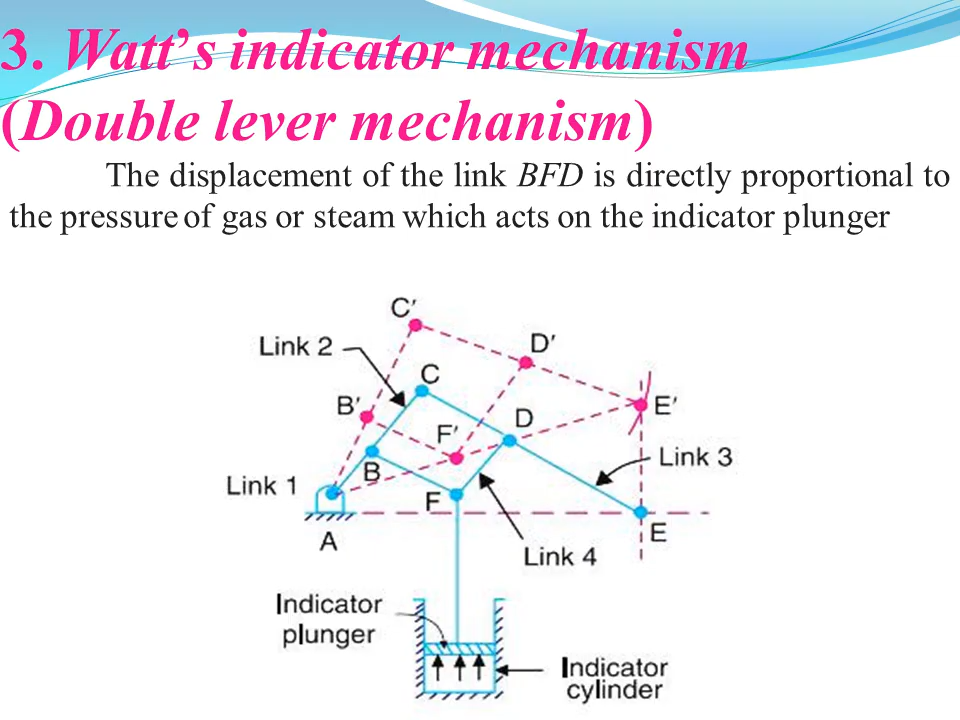 3. Watt’s indicator mechanism
(Double lever mechanism)
The displacement of the link BFD is directly proportional to
the pressure of gas or steam which acts on the indicator plunger
C′
Link 2
D′
C
B′
E′
D
F′
Link 3
B
Link 1
F
E
A
Link 4
Indicator
plunger
Indicator
cylinder